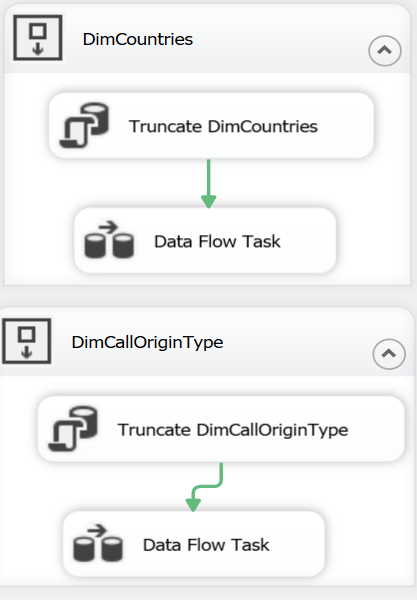 DimCountries
Truncate DimCountries
Data Flow Task
DimCallOriginType
Truncate DimCallOriginType
Data Flow Task